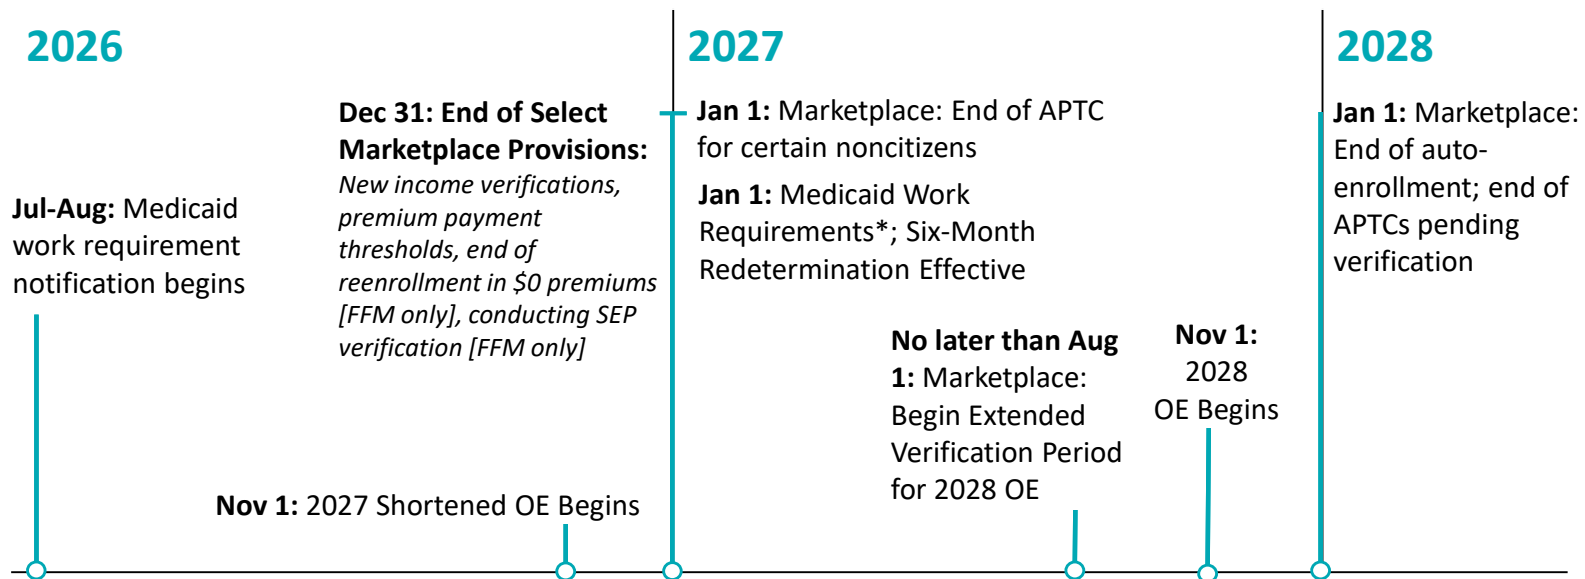 2026
Jul-Aug: Medicaid
work requirement
notification begins
Nov 1: 2027 Shortened OE Begins
Dec 31: End of Select
Marketplace Provisions:
New income verifications,
premium payment
thresholds, end of
reenrollment in $0 premiums
[FFM only], conducting SEP
verification [FFM only]
2027
Jan 1: Marketplace: End of APTC
for certain noncitizens
Jan 1: Medicaid Work
Requirements*; Six-Month
Redetermination Effective
No later than Aug
1: Marketplace:
Begin Extended
Verification Period
for 2028 OE
Nov 1:
2028
OE Begins
2028
Jan 1: Marketplace:
End of auto-
enrollment; end of
APTCs pending
verification